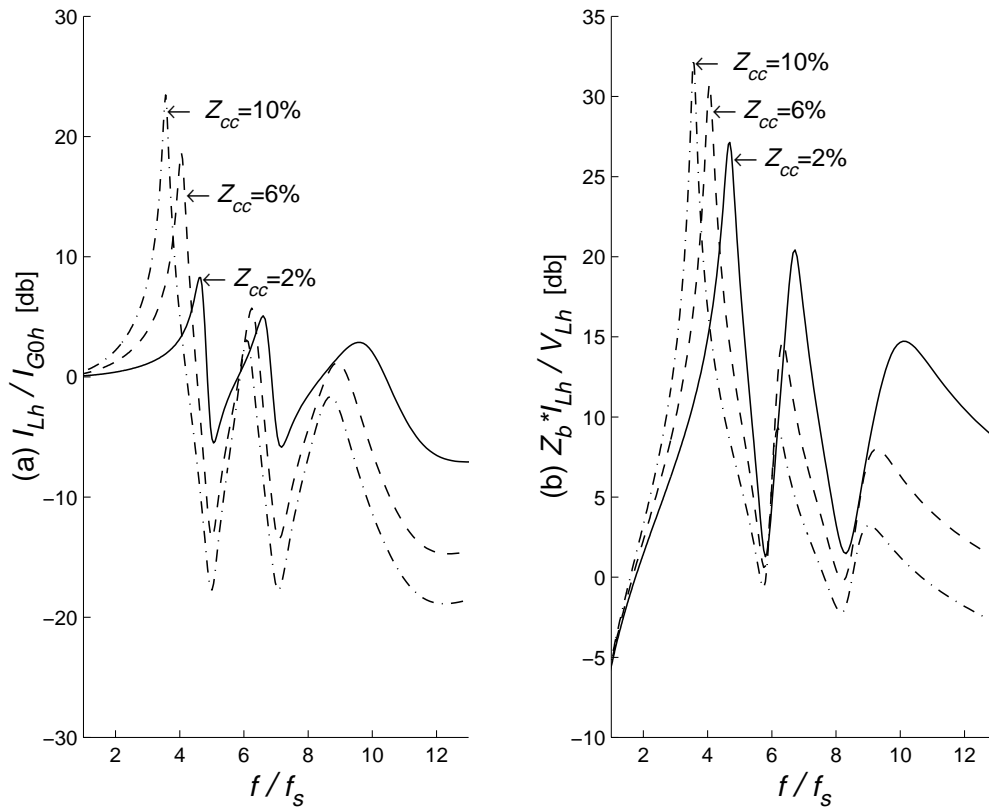 30
20
10
0
−10
−20
−30
2 4 6 8 10 12
(a) I_Lh / I_G0h [db]
f / f_s
Z_cc=10%
Z_cc=6%
Z_cc=2%
35
30
25
20
15
10
5
0
−5
−10
2 4 6 8 10 12
(b) Z_b*I_Lh / V_Lh [db]
f / f_s
Z_cc=10%
Z_cc=6%
Z_cc=2%